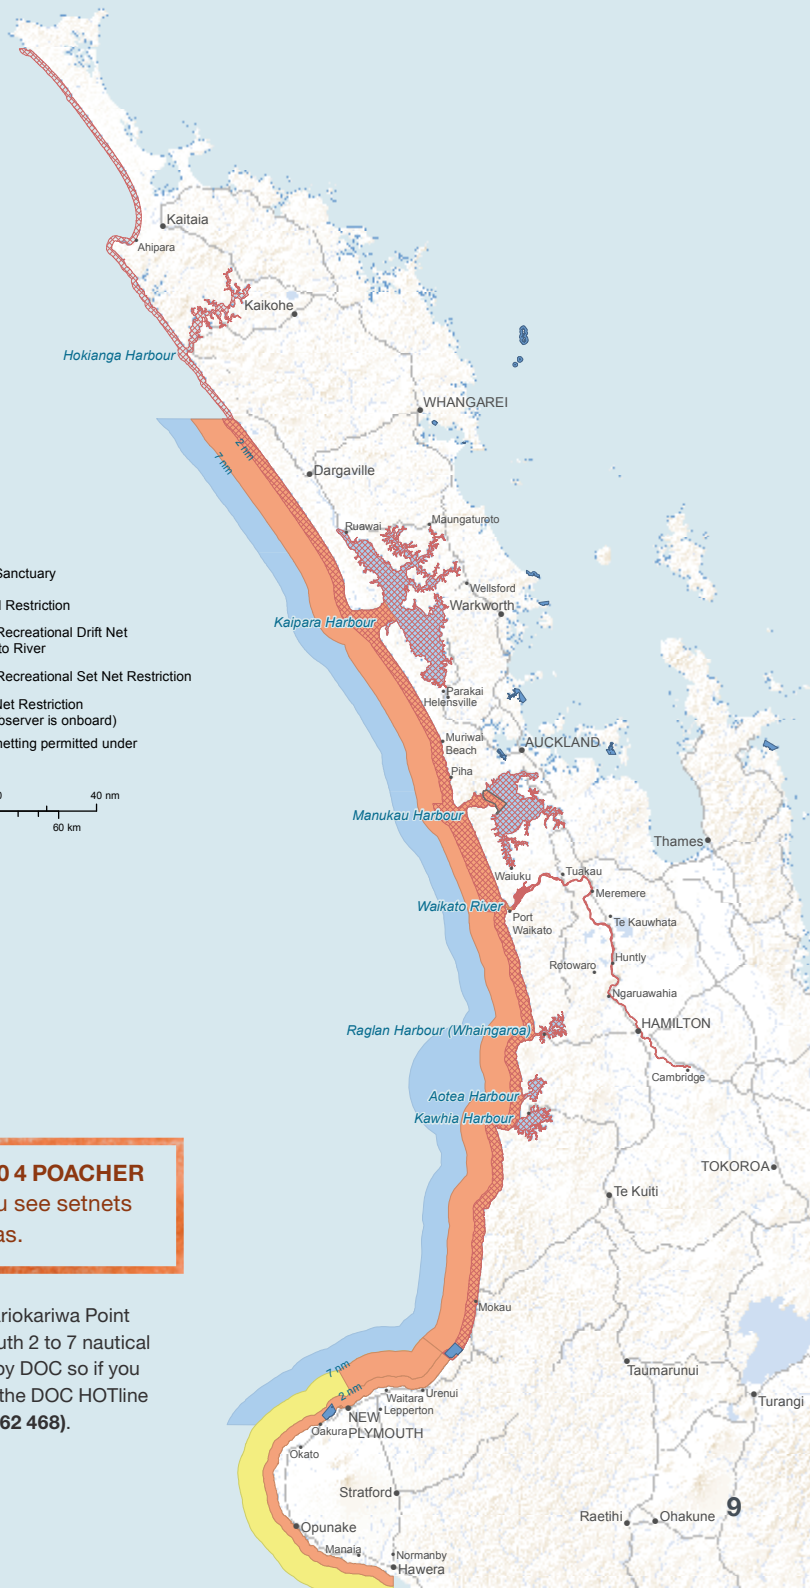 Kaitaia
Ahipara
Kaikohe
Hokianga Harbour
WHANGAREI
2 nm
7 nm
Dargaville
Ruawai
Maungaturoto
Wellsford
Warkworth
Kaipara Harbour
Sanctuary
Restriction
Recreational Drift Net
to River
Recreational Set Net Restriction
Net Restriction
observer is onboard)
netting permitted under
40 nm
60 km
Parakai
Helensville
Muriwai
Beach
AUCKLAND
Piha
Manukau Harbour
Thames
Waiuku
Tuakau
Meremere
Waikato River
Port
Waikato
Te Kauwhata
Rotowaro
Huntly
Ngaruawahia
Raglan Harbour (Whaingaroa)
HAMILTON
Cambridge
Aotea Harbour
Kawhia Harbour
0 4 POACHER
u see setnets
as.
TOKOROA
Te Kuiti
Mokau
riokariwa Point
uth 2 to 7 nautical
by DOC so if you
the DOC HOTline
62 468).
7 nm
2 nm
Waitara
Urenui
Lepperton
NEW
PLYMOUTH
Oakura
Okato
Taumarunui
Turangi
Stratford
Opunake
Raetihi
Ohakune
9
Manaia
Normanby
Hawera